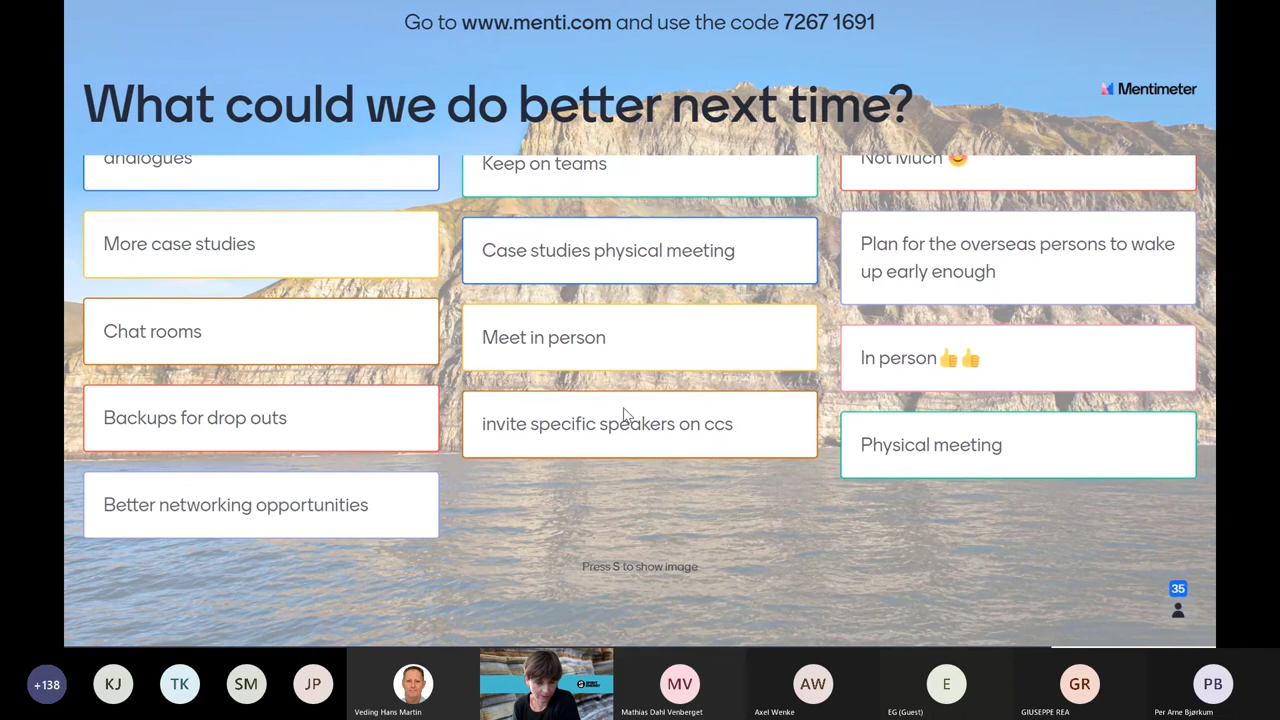 Go to www.menti.com and use the code 7267 1691
What could we do better next time?
Mentimeter
analogues
More case studies
Chat rooms
Backups for drop outs
Better networking opportunities
Keep on teams
Case studies physical meeting
Meet in person
invite specific speakers on ccs
Not Much 😊
Plan for the overseas persons to wake
up early enough
In person👍👍
Physical meeting
Press S to show image
35
+138
KJ
TK
SM
JP
Veding Hans Martin
MV
Mathias Dahl Venberget
AW
Axel Wenke
E
EG (Guest)
GR
GIUSEPPE REA
PB
Per Arne Bjørkum